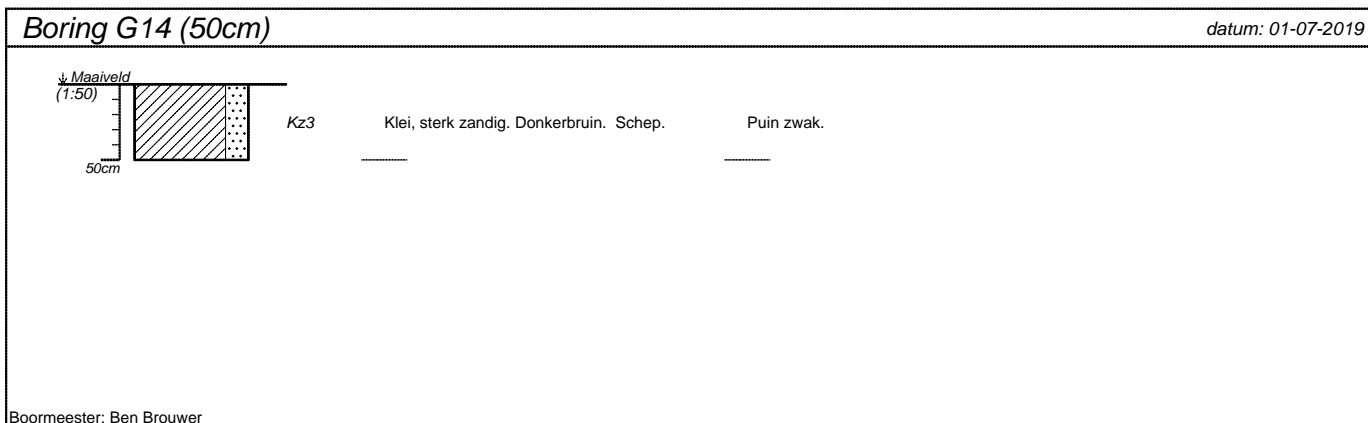 Boring G14 (50cm) datum: 01-07-2019
Maaiveld
(1:50)
Kz3 Klei, sterk zandig. Donkerbruin. Schep. Puin zwak.
50cm
Boormeester: Ben Brouwer